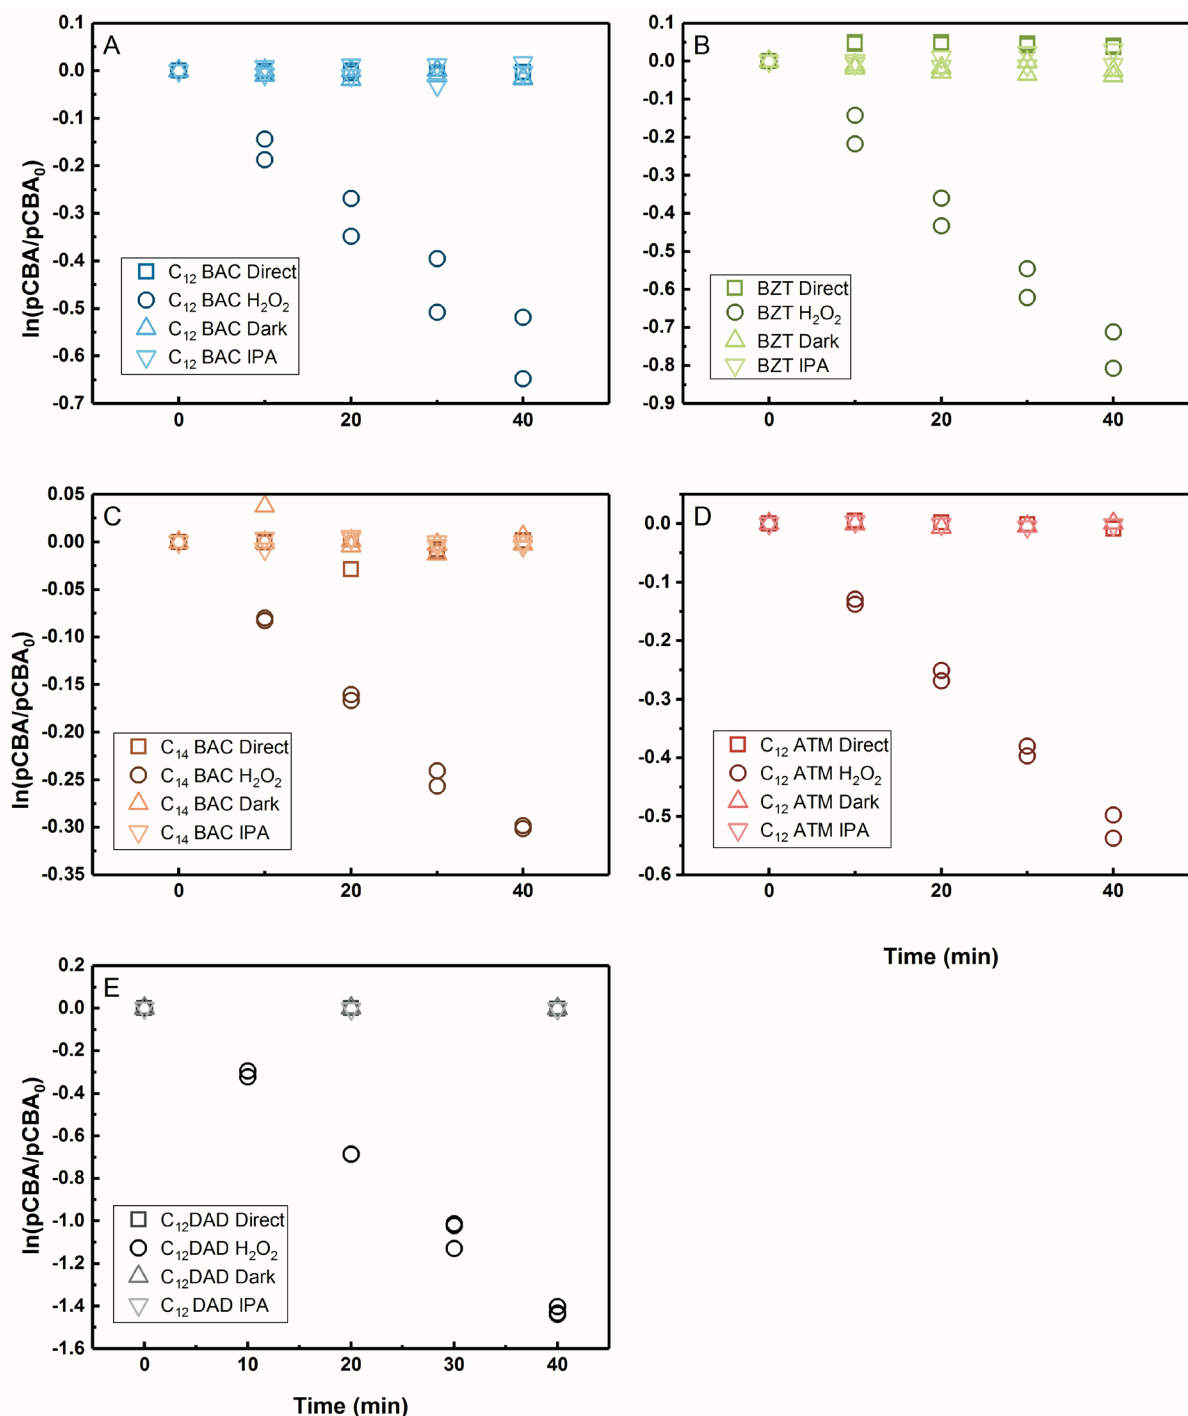 A
ln(pCBA/pCBA₀)
0.1
0.0
-0.1
-0.2
-0.3
-0.4
-0.5
-0.6
-0.7
C₁₂ BAC Direct
C₁₂ BAC H₂O₂
C₁₂ BAC Dark
C₁₂ BAC IPA
0 20 40
B
0.1
0.0
-0.1
-0.2
-0.3
-0.4
-0.5
-0.6
-0.7
-0.8
-0.9
BZT Direct
BZT H₂O₂
BZT Dark
BZT IPA
0 20 40
C
ln(pCBA/pCBA₀)
0.05
0.00
-0.05
-0.10
-0.15
-0.20
-0.25
-0.30
-0.35
C₁₄ BAC Direct
C₁₄ BAC H₂O₂
C₁₄ BAC Dark
C₁₄ BAC IPA
0 20 40
D
0.0
-0.1
-0.2
-0.3
-0.4
-0.5
-0.6
C₁₂ ATM Direct
C₁₂ ATM H₂O₂
C₁₂ ATM Dark
C₁₂ ATM IPA
0 20 40
Time (min)
E
ln(pCBA/pCBA₀)
0.2
0.0
-0.2
-0.4
-0.6
-0.8
-1.0
-1.2
-1.4
-1.6
C₁₂DAD Direct
C₁₂DAD H₂O₂
C₁₂DAD Dark
C₁₂ DAD IPA
0 10 20 30 40
Time (min)